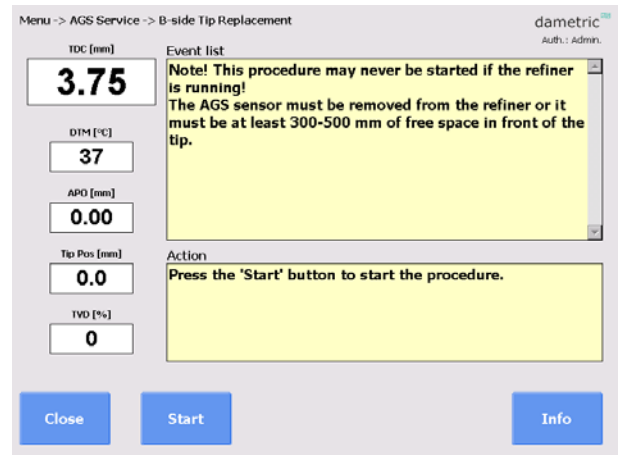 Menu -> AGS Service -> B-side Tip Replacement
dametric
Auth.: Admin.
TDC [mm]
3.75
DTM [°C]
37
APO [mm]
0.00
Tip Pos [mm]
0.0
TVD [%]
0
Event list
Note! This procedure may never be started if the refiner
is running!
The AGS sensor must be removed from the refiner or it
must be at least 300-500 mm of free space in front of the
tip.
Action
Press the 'Start' button to start the procedure.
Close
Start
Info